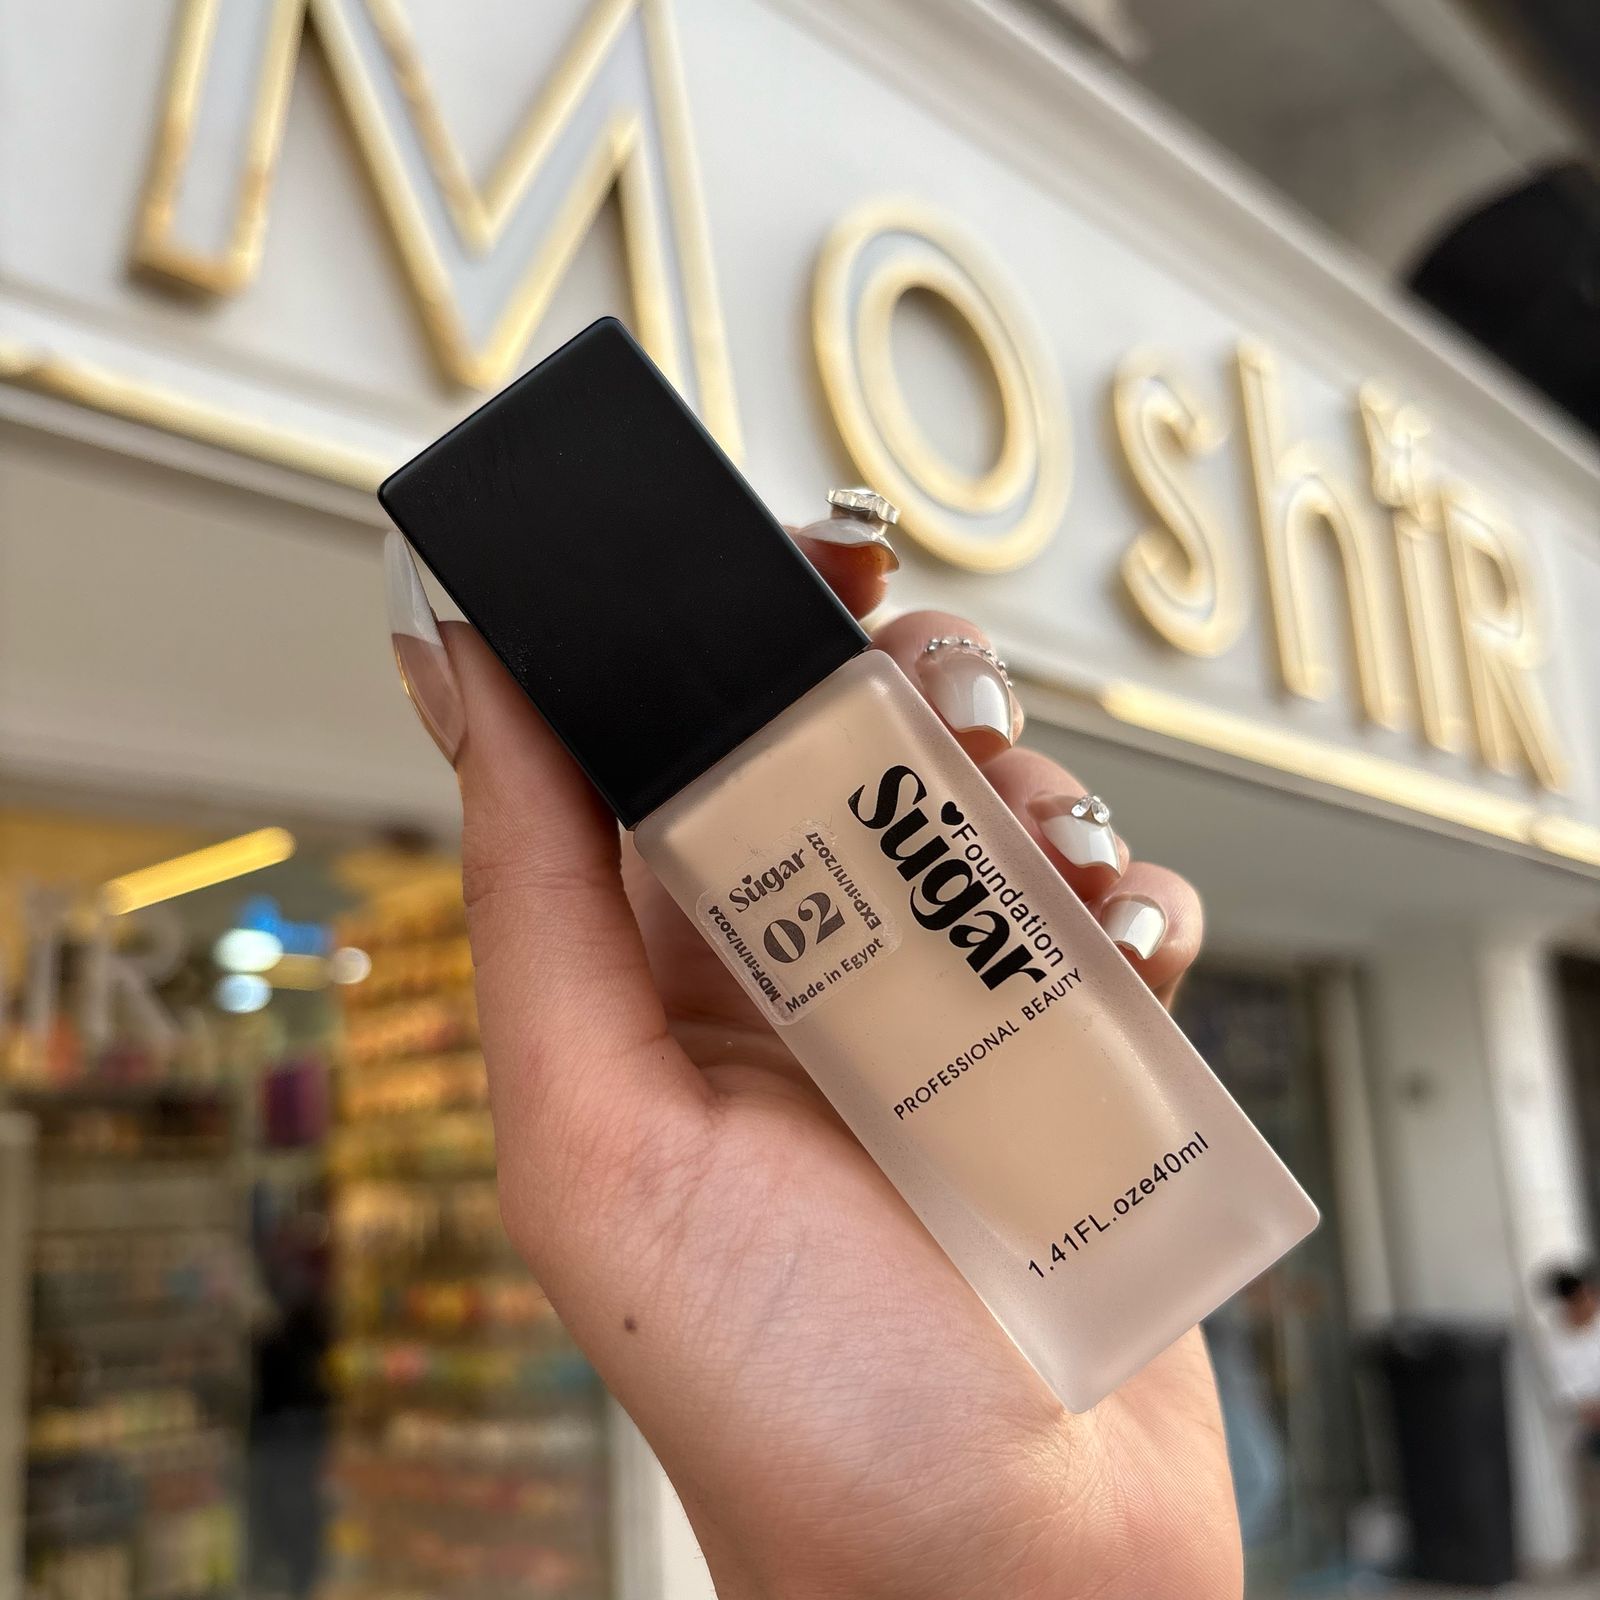 MoshiR
Sugar
Foundation
PROFESSIONAL BEAUTY
1.41FL.oze40ml
Sugar
02
MDF:11/11/2024
EXP:11/11/2027
Made in Egypt